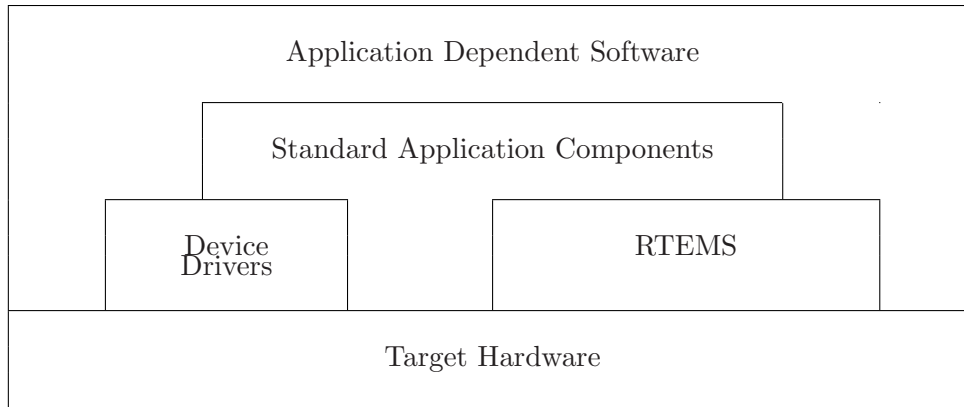 Application Dependent Software
Standard Application Components
Device
Drivers
RTEMS
Target Hardware